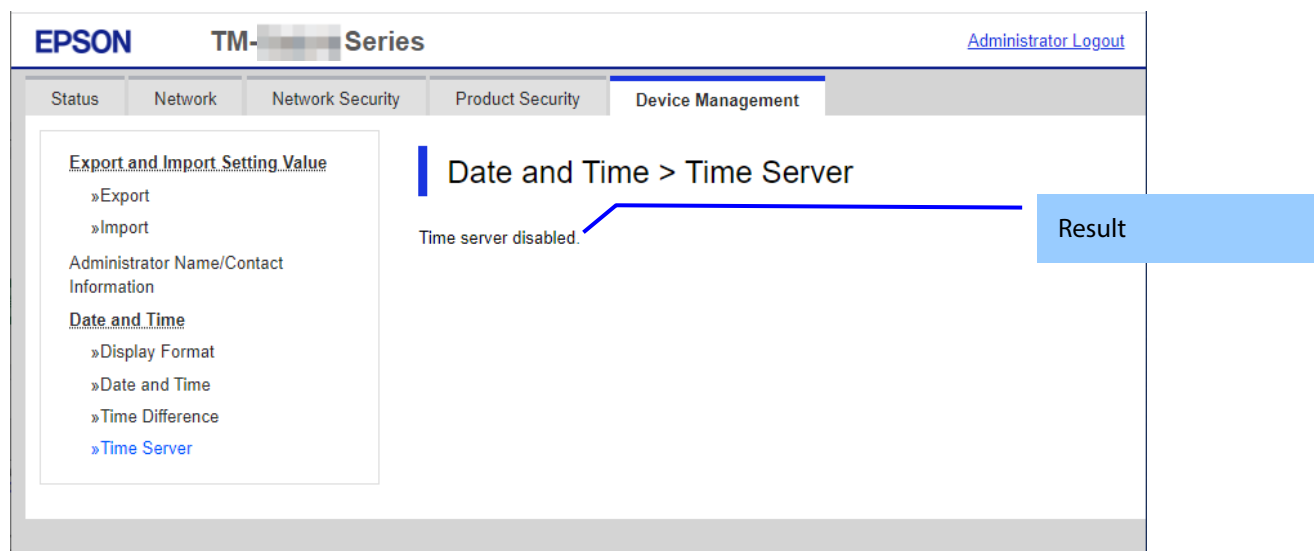 EPSON TM- Series Administrator Logout
Status Network Network Security Product Security Device Management
Export and Import Setting Value
»Export
»Import
Administrator Name/Contact
Information
Date and Time
»Display Format
»Date and Time
»Time Difference
»Time Server
Date and Time > Time Server
Time server disabled.
Result